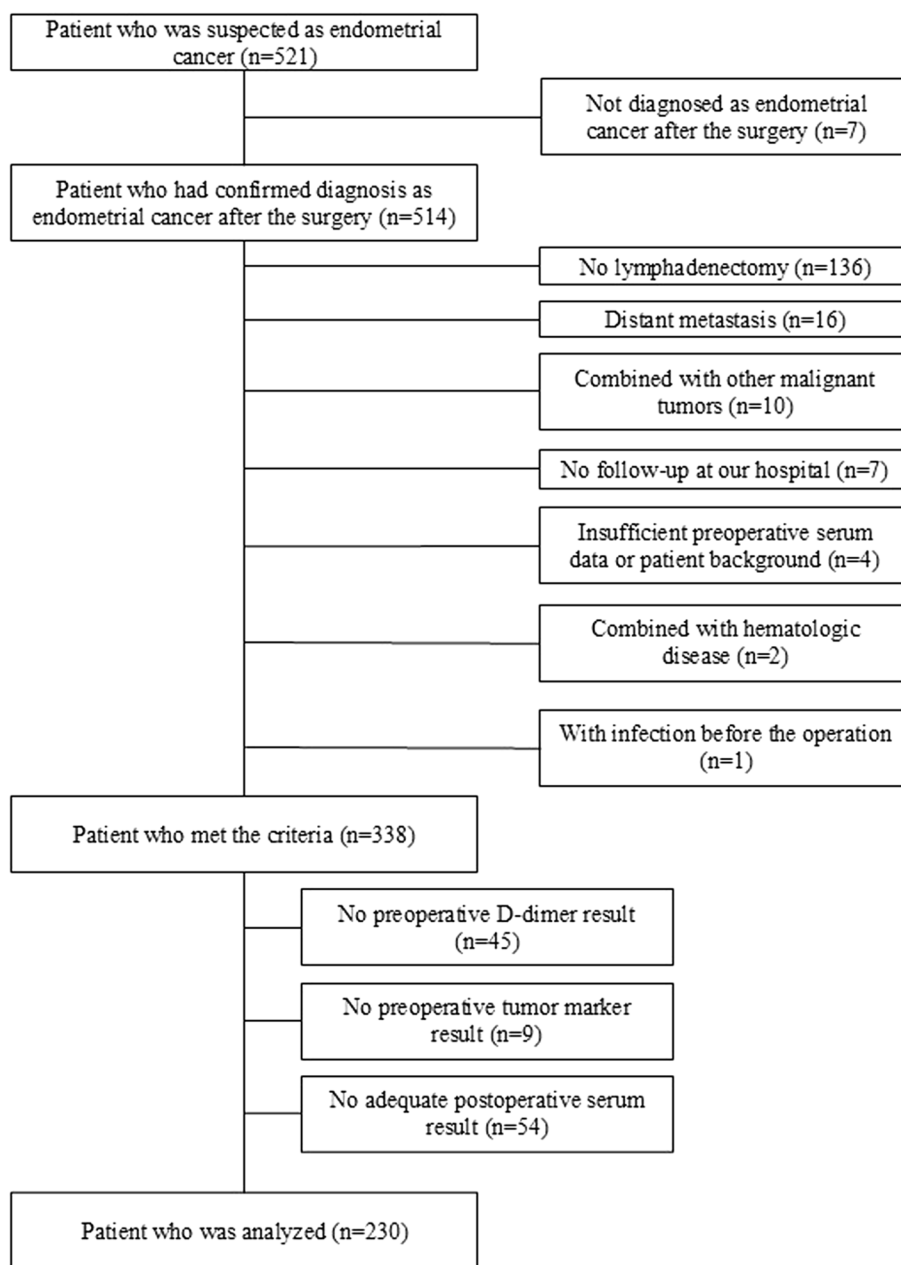 Patient who was suspected as endometrial
cancer (n=521)
Not diagnosed as endometrial
cancer after the surgery (n=7)
Patient who had confirmed diagnosis as
endometrial cancer after the surgery (n=514)
No lymphadenectomy (n=136)
Distant metastasis (n=16)
Combined with other malignant
tumors (n=10)
No follow-up at our hospital (n=7)
Insufficient preoperative serum
data or patient background (n=4)
Combined with hematologic
disease (n=2)
With infection before the operation
(n=1)
Patient who met the criteria (n=338)
No preoperative D-dimer result
(n=45)
No preoperative tumor marker
result (n=9)
No adequate postoperative serum
result (n=54)
Patient who was analyzed (n=230)